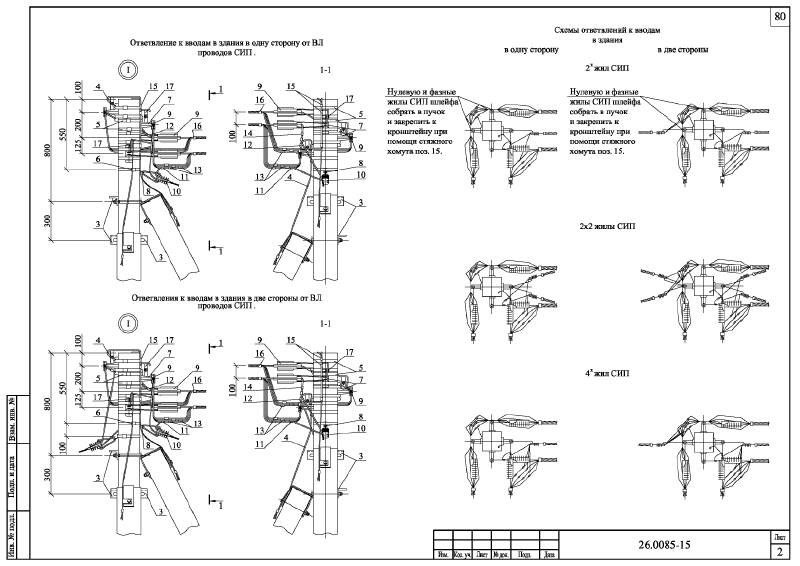 80
Ответвление к вводам в здания в одну сторону от ВЛ
проводов СИП.
I
1-1
4
15
17
7
1
9
12
9
16
5
17
6
8
10
11
13
3
3
1
100
200
550
125
800
300
9
15
16
17
5
7
9
100
14
12
13
11
4
8
10
3
Ответвления к вводам в здания в две стороны от ВЛ
проводов СИП.
I
1-1
4
15
17
7
1
9
12
9
16
5
17
6
8
10
11
13
3
3
1
100
200
550
125
800
100
300
9
15
16
17
5
7
9
100
14
12
13
11
4
8
10
3
Схемы ответвлений к вводам
в здания
в одну сторону
в две стороны
2х жил СИП
Нулевую и фазные
жилы СИП шлейфа
собрать в пучок
и закрепить к
кронштейну при
помощи стяжного
хомута поз. 15.
Нулевую и фазные
жилы СИП шлейфа
собрать в пучок
и закрепить к
кронштейну при
помощи стяжного
хомута поз. 15.
2х2 жилы СИП
4х жил СИП
Взам. инв. №
Подп. и дата
Инв. № подл.
Изм. Кол. уч. Лист № док. Подп. Дата
26.0085-15
Лист
2